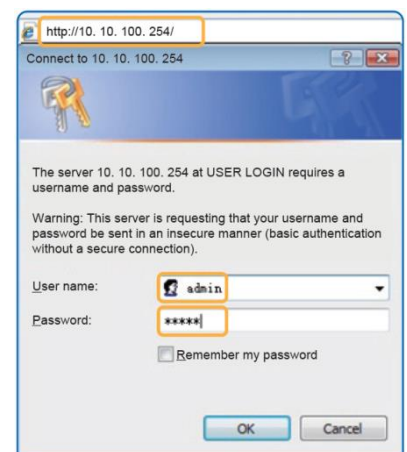 http://10. 10. 100. 254/
Connect to 10. 10. 100. 254
The server 10. 10. 100. 254 at USER LOGIN requires a
username and password.
Warning: This server is requesting that your username and
password be sent in an insecure manner (basic authentication
without a secure connection).
User name:
admin
Password:
*****
Remember my password
OK
Cancel